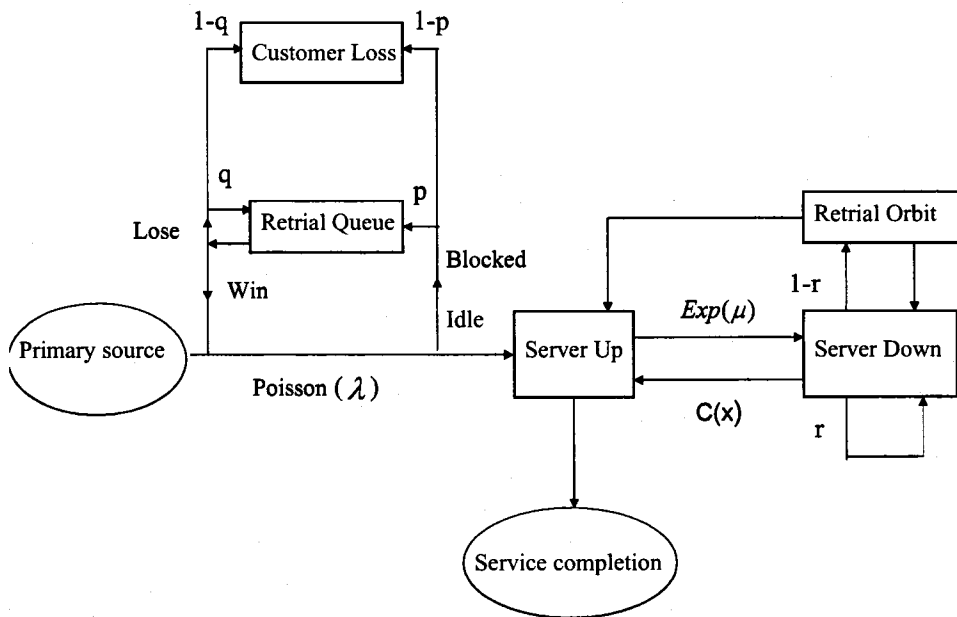 1-q
1-p
Customer Loss
q
p
Retrial Queue
Retrial Orbit
Lose
Blocked
1-r
Win
Idle
Exp(μ)
Primary source
Server Up
Server Down
Poisson (λ)
C(x)
r
Service completion